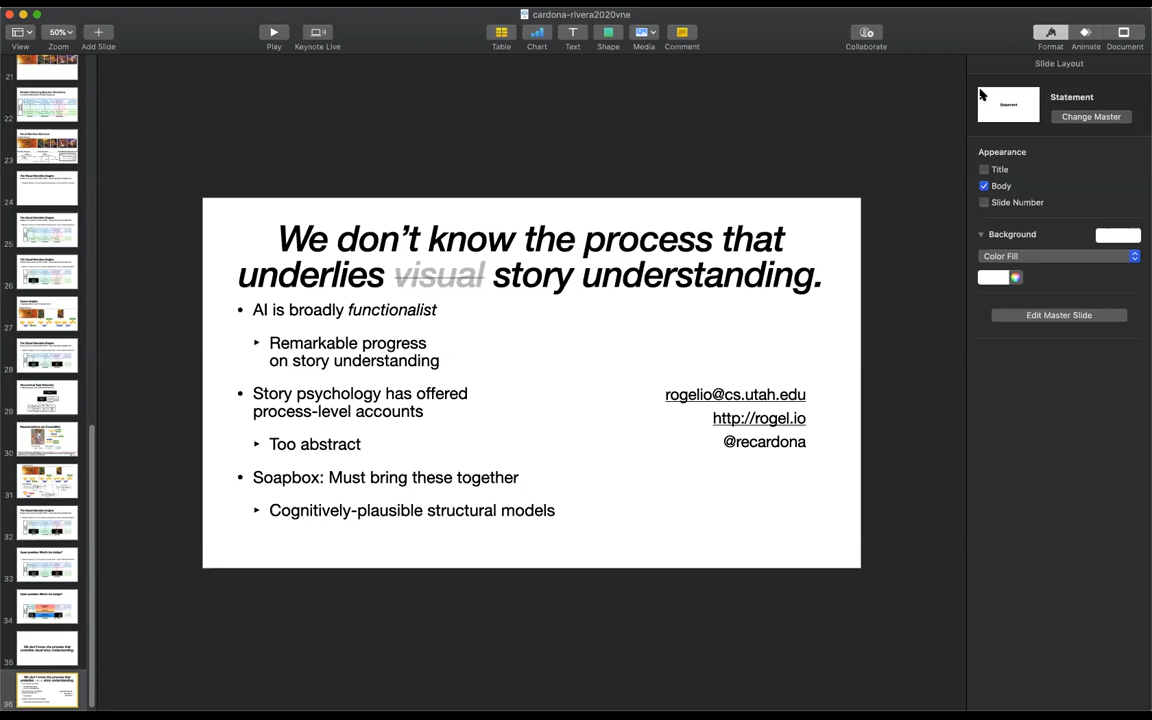 cardona-rivera2020vne
50%
View
Zoom
Add Slide
Play
Keynote Live
Table
Chart
Text
Shape
Media
Comment
Collaborate
Format
Animate
Document
Slide Layout
Statement
Statement
Change Master
Appearance
Title
Body
Slide Number
Background
Color Fill
Edit Master Slide
21
22
23
24
25
26
27
28
29
30
31
32
33
34
35
36
We don't know the process that
underlies visual story understanding.
• AI is broadly functionalist
‣ Remarkable progress
on story understanding
• Story psychology has offered
process-level accounts
‣ Too abstract
• Soapbox: Must bring these together
‣ Cognitively-plausible structural models
rogelio@cs.utah.edu
http://rogel.io
@recardona